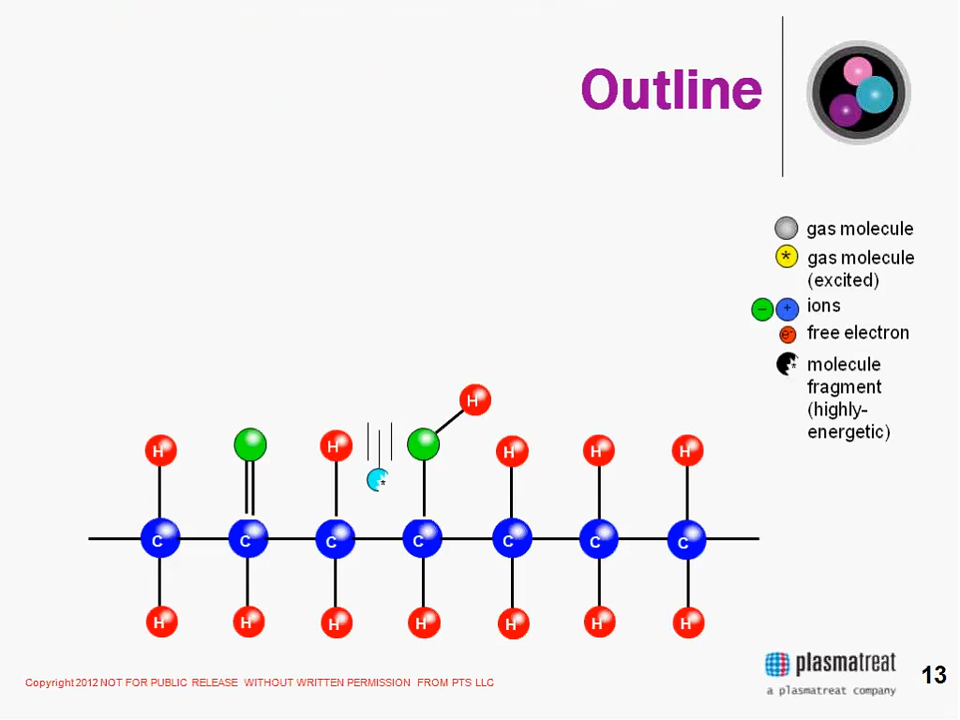 Outline
gas molecule
* gas molecule
(excited)
− + ions
e- free electron
* molecule
fragment
(highly-
energetic)
H
H H H H H H
*
C C C C C C C
H H H H H H H
plasmatreat
a plasmatreat company
Copyright 2012 NOT FOR PUBLIC RELEASE WITHOUT WRITTEN PERMISSION FROM PTS LLC
13